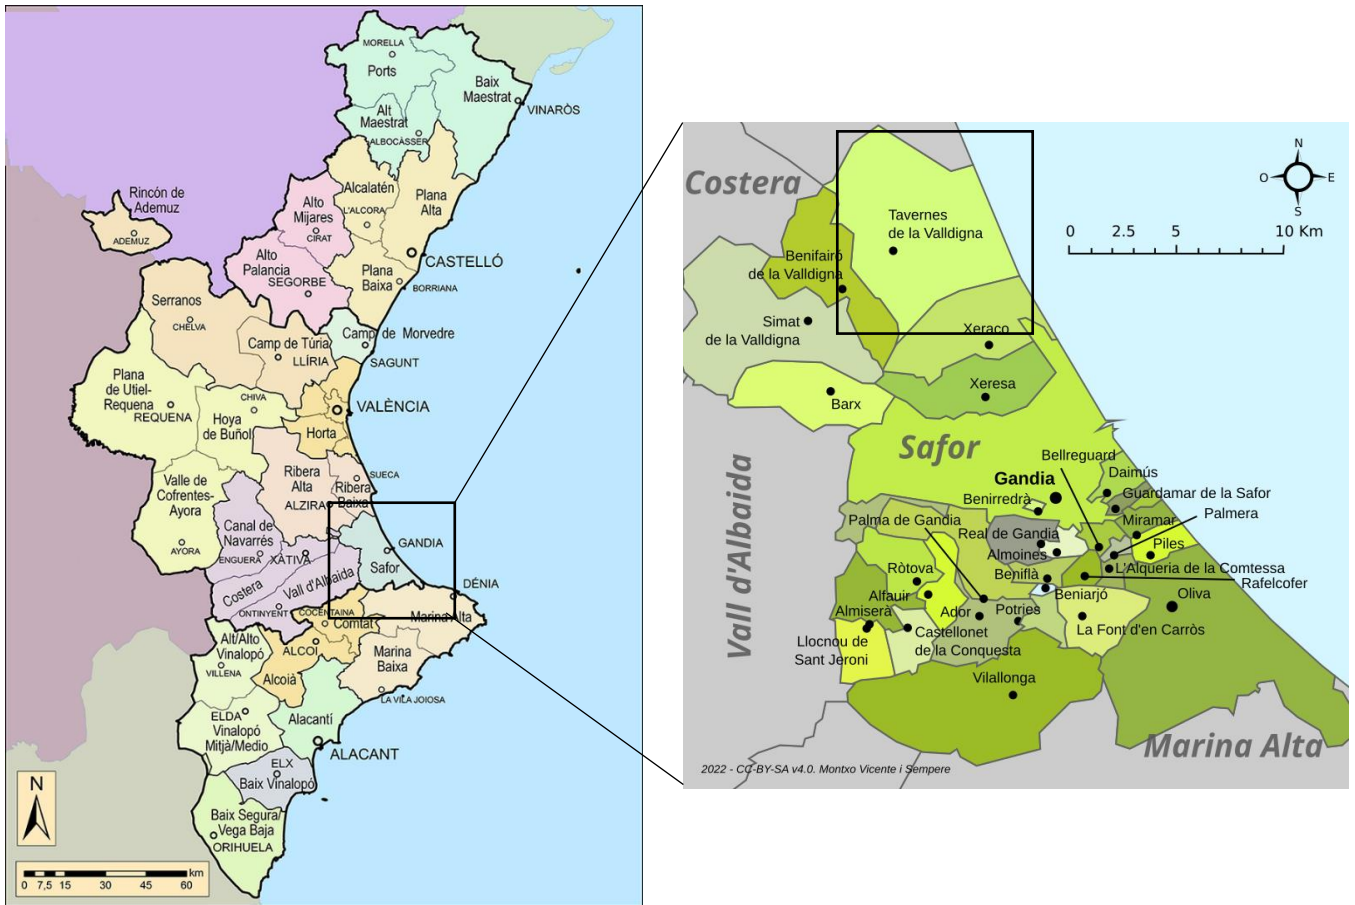 MORELLA
Ports
Baix
Maestrat
VINARÒS
Alt
Maestrat
ALBOCÀSSER
Rincón de
Ademuz
ADEMUZ
Alcalatén
L'ALCORA
Plana
Alta
Alto
Mijares
CIRAT
CASTELLÓ
Alto
Palancia
SEGORBE
Plana
Baixa
BORRIANA
Serranos
CHELVA
Camp de Morvedre
SAGUNT
Camp de Túria
LLÍRIA
Plana
de Utiel-
Requena
REQUENA
CHIVA
Hoya
de Buñol
VALÈNCIA
Horta
Ribera
Alta
ALZIRA
SUECA
Ribera
Baixa
Valle de
Cofrentes-
Ayora
AYORA
Canal de
Navarrés
ENGUERA
XÀTIVA
GANDIA
Safor
Costera
Vall d'Albaida
ONTINYENT
DÉNIA
COCENTAINA
Comtat
Marina Alta
Alt/Alto
Vinalopó
VILLENA
ALCOI
Alcoià
Marina
Baixa
LA VILA JOIOSA
ELDA
Vinalopó
Mitjà/Medio
Alacantí
ALACANT
ELX
Baix Vinalopó
Baix Segura/
Vega Baja
ORIHUELA
N
km
0 7,5 15 30 45 60
Costera
Tavernes
de la Valldigna
N
O E
S
0 2.5 5 10 Km
Benifairó
de la Valldigna
Simat
de la Valldigna
Xeraco
Xeresa
Barx
Safor
Vall d'Albaida
Bellreguard
Daimús
Gandia
Guardamar de la Safor
Benirredrà
Miramar
Palmera
Palma de Gandia
Real de Gandia
Piles
Almoines
L'Alqueria de la Comtessa
Ròtova
Beniflà
Rafelcofer
Alfauir
Beniarjó
Oliva
Almiserà
Ador
Potries
La Font d'en Carròs
Llocnou de
Sant Jeroni
Castellonet
de la Conquesta
Vilallonga
Marina Alta
2022 - CC-BY-SA v4.0. Montxo Vicente i Sempere